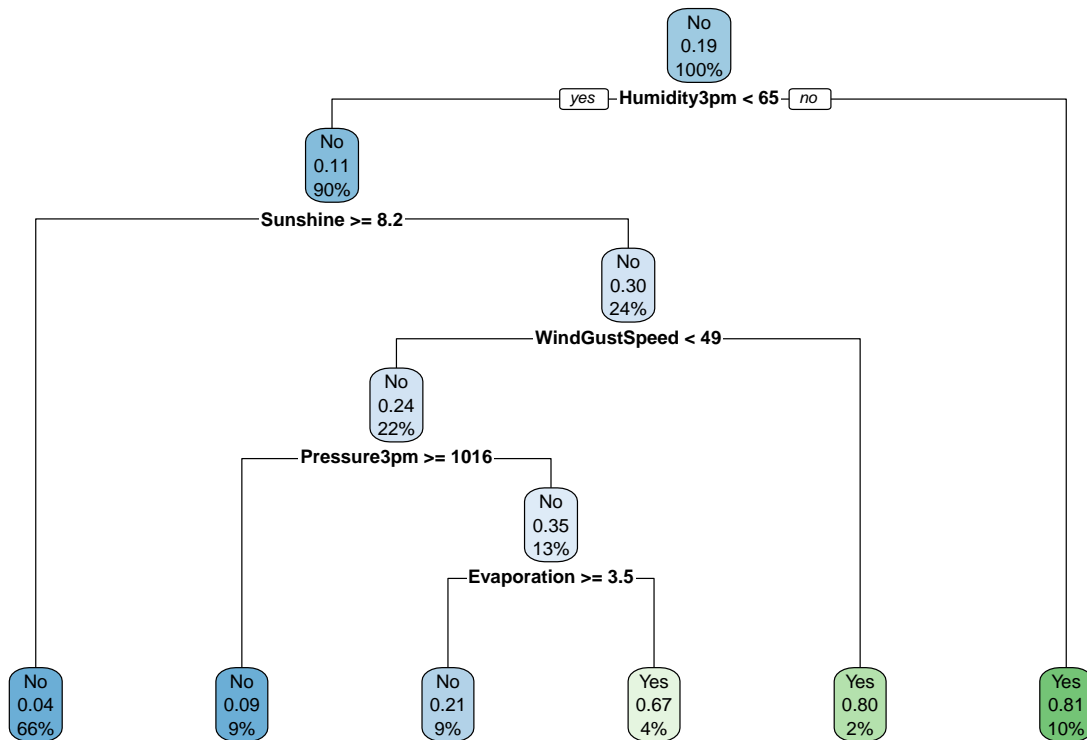 No
0.19
100%
yes Humidity3pm < 65 no
No
0.11
90%
Sunshine >= 8.2
No
0.30
24%
WindGustSpeed < 49
No
0.24
22%
Pressure3pm >= 1016
No
0.35
13%
Evaporation >= 3.5
No
0.04
66%
No
0.09
9%
No
0.21
9%
Yes
0.67
4%
Yes
0.80
2%
Yes
0.81
10%